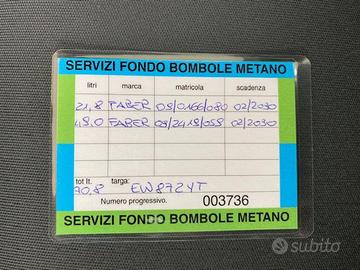 SERVIZI FONDO BOMBOLE METANO
litri marca matricola scadenza
21,8 FABER 08/0166/080 02/2030
48.0 FABER 08/2418/058 02/2030
tot lt. targa:
70,8 EW872YT
Numero progressivo. 003736
SERVIZI FONDO BOMBOLE METANO
subito